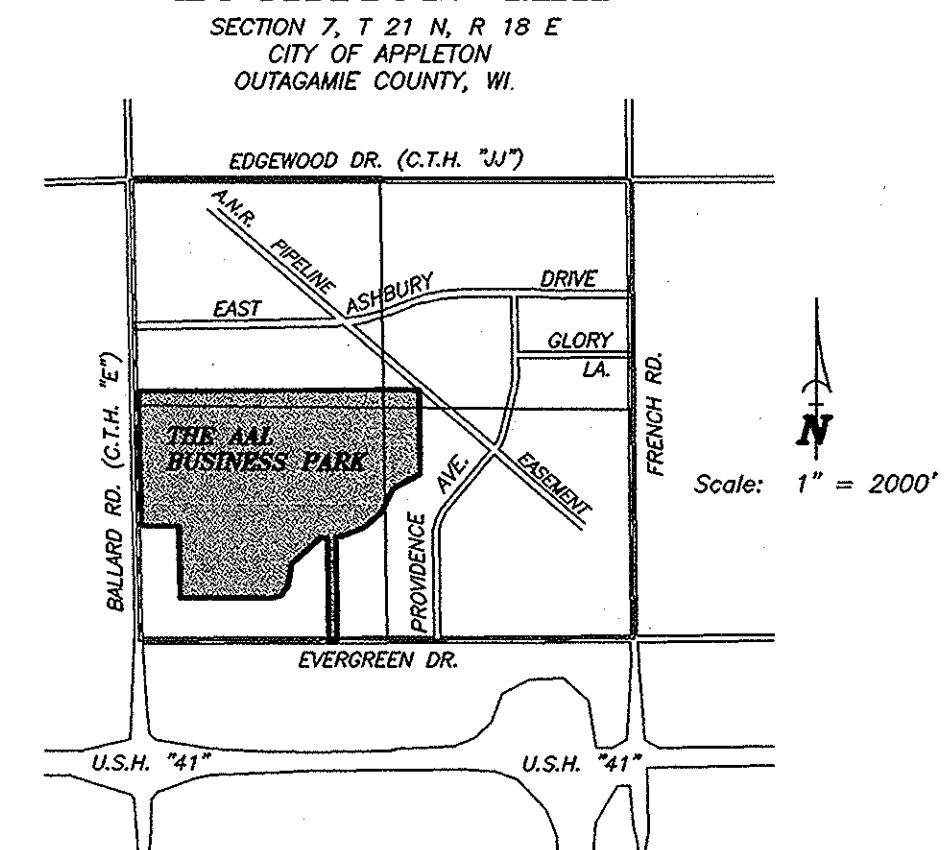 SECTION 7, T 21 N, R 18 E
CITY OF APPLETON
OUTAGAMIE COUNTY, WI.
EDGEWOOD DR. (C.T.H. "JJ")
A.N.R. PIPELINE EASEMENT
EAST ASHBURY DRIVE
GLORY
LA.
BALLARD RD. (C.T.H. "E")
FRENCH RD.
THE AAL
BUSINESS PARK
PROVIDENCE AVE.
N
Scale: 1" = 2000'
EVERGREEN DR.
U.S.H. "41"
U.S.H. "41"